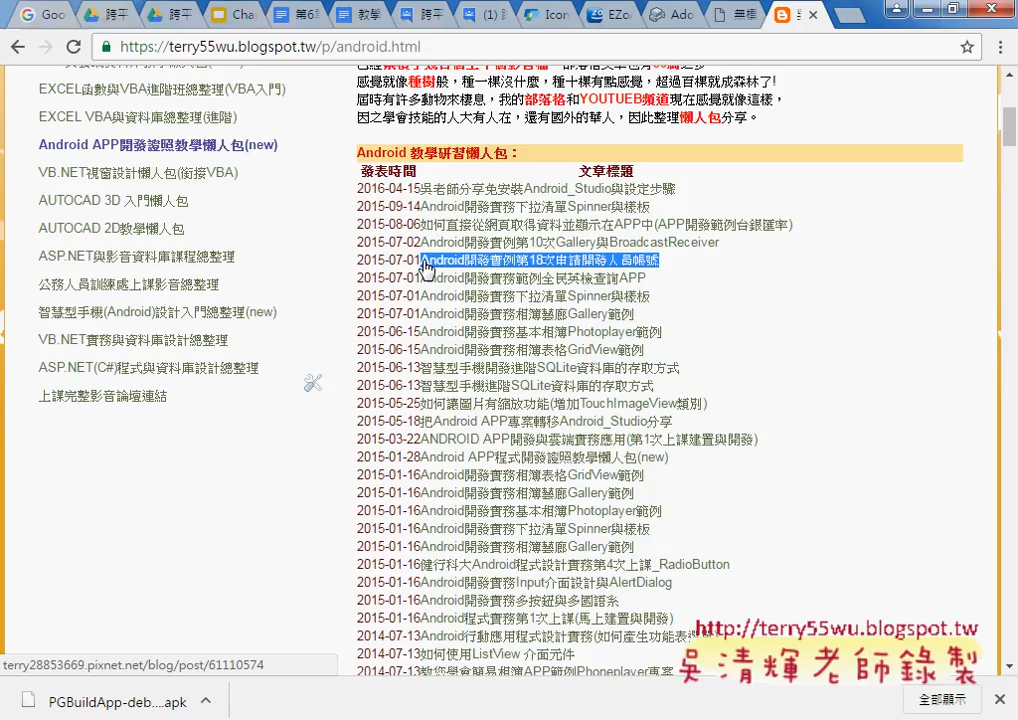 Goo
跨平
跨平
Cha
第6
教學
跨平
(1)
Icon
EZo
Ado
無標
https://terry55wu.blogspot.tw/p/android.html
感覺就像種樹般，種一棵沒什麼，種十棵有點感覺，超過百棵就成森林了!
屆時有許多動物來棲息，我的部落格和YOUTUEB頻道現在感覺就像這樣，
因之學會技能的人大有人在，還有國外的華人，因此整理懶人包分享。
EXCEL函數與VBA進階班總整理(VBA入門)
EXCEL VBA與資料庫總整理(進階)
Android APP開發證照教學懶人包(new)
VB.NET視窗設計懶人包(銜接VBA)
AUTOCAD 3D 入門懶人包
AUTOCAD 2D教學懶人包
ASP.NET與影音資料庫課程總整理
公務人員訓練處上課影音總整理
智慧型手機(Android)設計入門總整理(new)
VB.NET實務與資料庫設計總整理
ASP.NET(C#)程式與資料庫設計總整理
上課完整影音論壇連結
Android 教學研習懶人包：
發表時間 文章標題
2016-04-15吳老師分享免安裝Android_Studio與設定步驟
2015-09-14Android開發實務下拉清單Spinner與樣板
2015-08-06如何直接從網頁取得資料並顯示在APP中(APP開發範例台銀匯率)
2015-07-02Android開發實例第10次Gallery與BroadcastReceiver
2015-07-01Android開發實例第18次申請開發人員帳號
2015-07-01Android開發實務範例全民英檢查詢APP
2015-07-01Android開發實務下拉清單Spinner與樣板
2015-07-01Android開發實務相簿藝廊Gallery範例
2015-06-15Android開發實務基本相簿Photoplayer範例
2015-06-15Android開發實務相簿表格GridView範例
2015-06-13智慧型手機開發進階SQLite資料庫的存取方式
2015-06-13智慧型手機進階SQLite資料庫的存取方式
2015-05-25如何讓圖片有縮放功能(增加TouchImageView類別)
2015-05-18把Android APP專案轉移Android_Studio分享
2015-03-22ANDROID APP開發與雲端實務應用(第1次上課建置與開發)
2015-01-28Android APP程式開發證照教學懶人包(new)
2015-01-16Android開發實務相簿表格GridView範例
2015-01-16Android開發實務相簿藝廊Gallery範例
2015-01-16Android開發實務基本相簿Photoplayer範例
2015-01-16Android開發實務下拉清單Spinner與樣板
2015-01-16Android開發實務相簿藝廊Gallery範例
2015-01-16健行科大Android程式設計實務第4次上課_RadioButton
2015-01-16Android開發實務Input介面設計與AlertDialog
2015-01-16Android開發實務多按鈕與多國語系
2015-01-16Android程式實務第1次上課(馬上建置與開發)
2014-07-13Android行動應用程式設計實務(如何產生功能表選
2014-07-13如何使用ListView 介面元件
2014-07-13教您學會簡易相簿APP範例Phoneplayer專案
http://terry55wu.blogspot.tw
吳清輝老師錄製
terry28853669.pixnet.net/blog/post/61110574
PGBuildApp-deb....apk
全部顯示